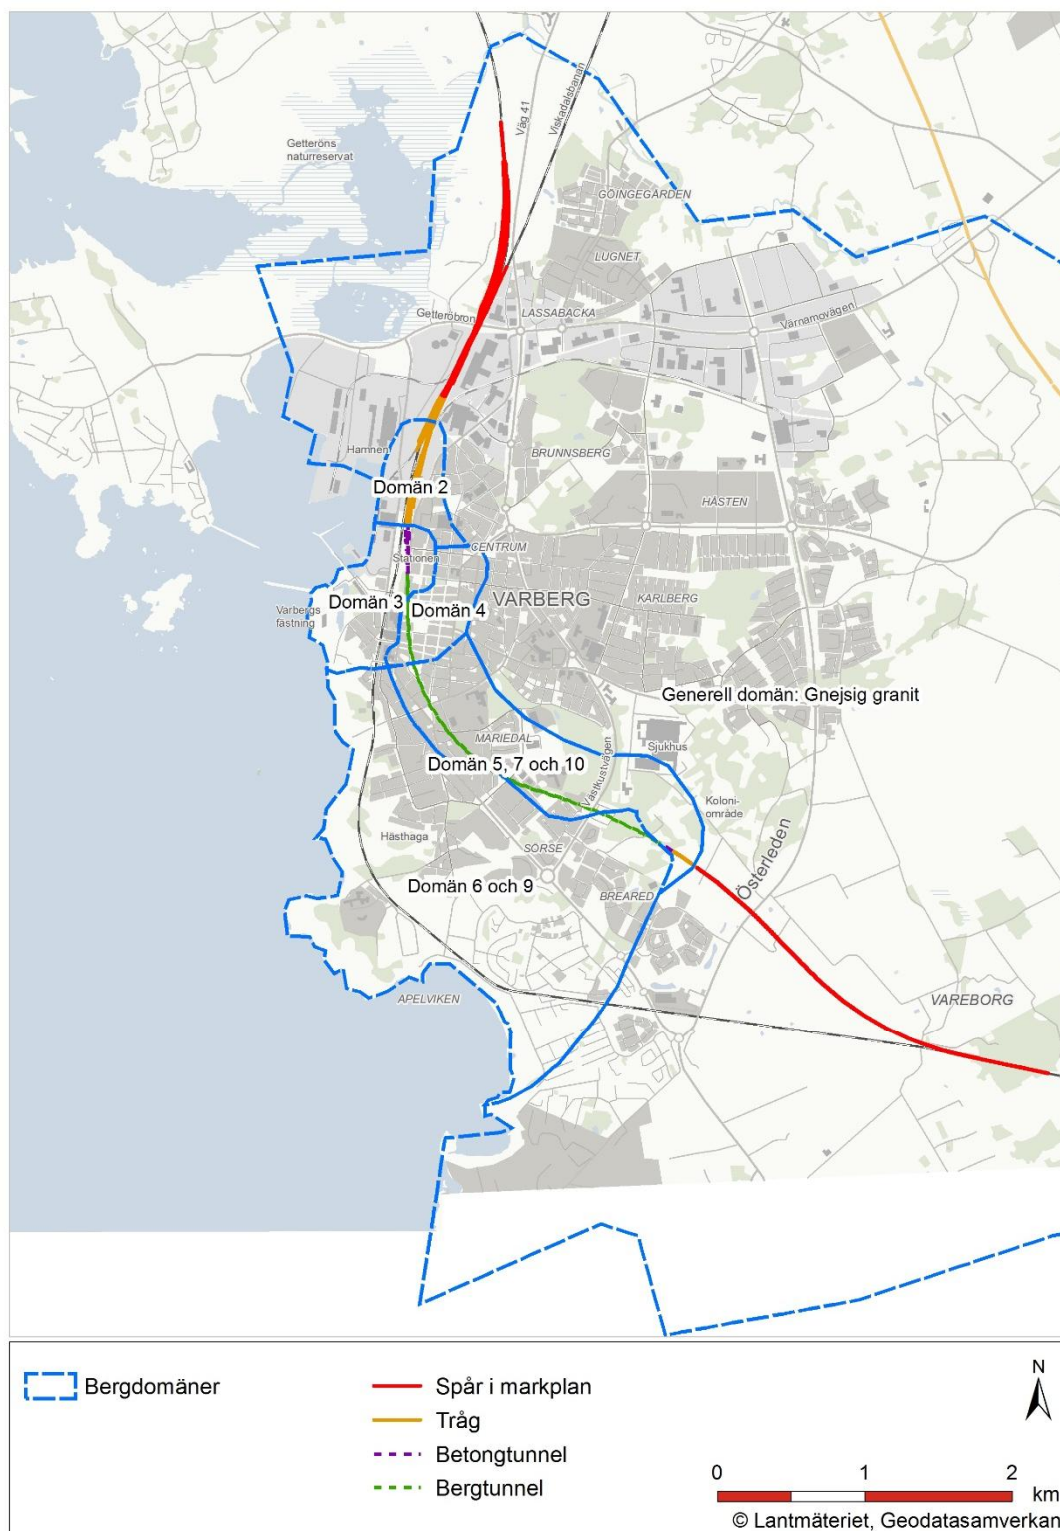 Väg 41
Viskadalsbanan
Getteröns
naturreservat
GÖINGEGÅRDEN
LUGNET
Getteröbron
LASSABACKA
Värnamovägen
Hamnen
BRUNNSBERG
Domän 2
HÅSTEN
Stationen
CENTRUM
Domän 3
Domän 4
VARBERG
KARLBERG
Varbergs
fästning
Generell domän: Gnejsig granit
MARIEDAL
Sjukhus
Domän 5, 7 och 10
Västkustvägen
Koloni-
område
Hästhaga
SÖRSE
Österleden
Domän 6 och 9
BREARED
APELVIKEN
VAREBORG
Bergdomäner
Spår i markplan
Tråg
Betongtunnel
Bergtunnel
N
0 1 2
km
© Lantmäteriet, Geodatasamverkan